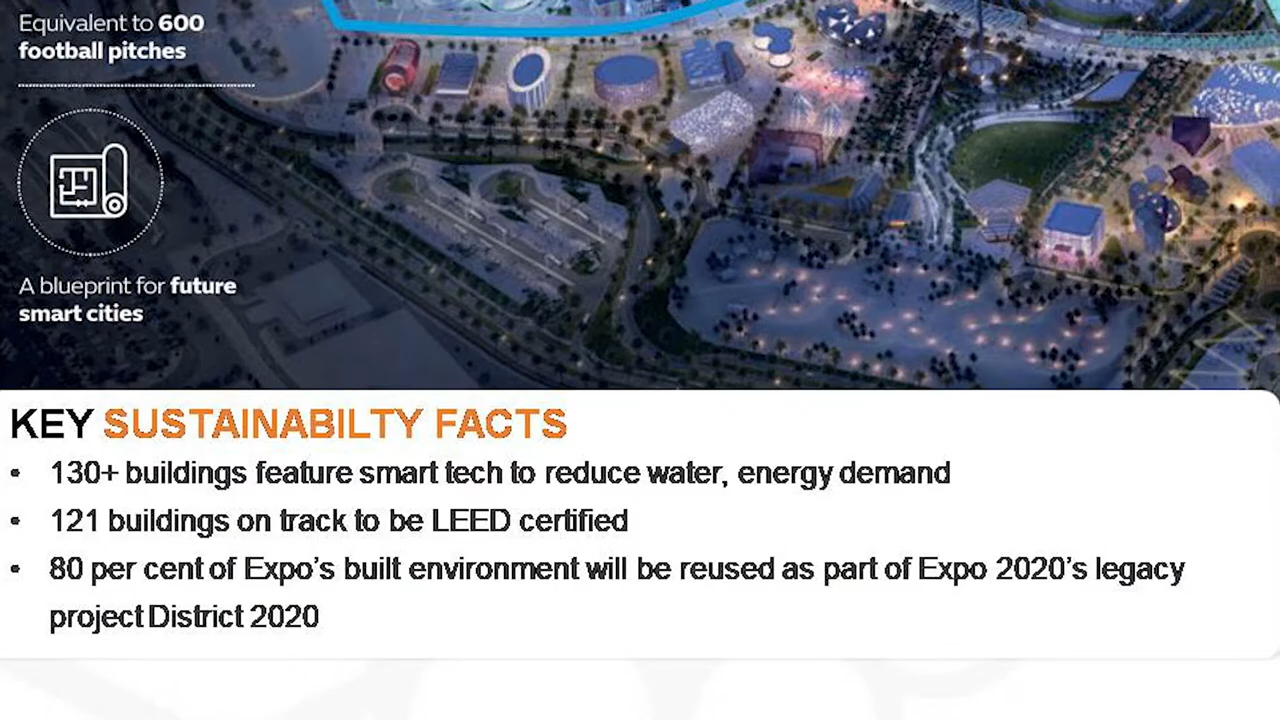 Equivalent to 600
football pitches
A blueprint for future
smart cities
KEY SUSTAINABILTY FACTS
• 130+ buildings feature smart tech to reduce water, energy demand
• 121 buildings on track to be LEED certified
• 80 per cent of Expo’s built environment will be reused as part of Expo 2020’s legacy
project District 2020